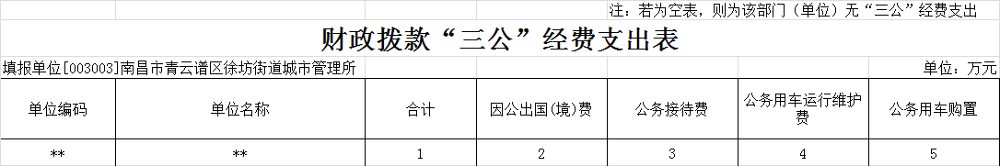 注：若为空表，则为该部门（单位）无“三公”经费支出
财政拨款“三公”经费支出表
填报单位[003003]南昌市青云谱区徐坊街道城市管理所 单位：万元
单位编码 单位名称 合计 因公出国(境)费 公务接待费 公务用车运行维护费 公务用车购置
** ** 1 2 3 4 5